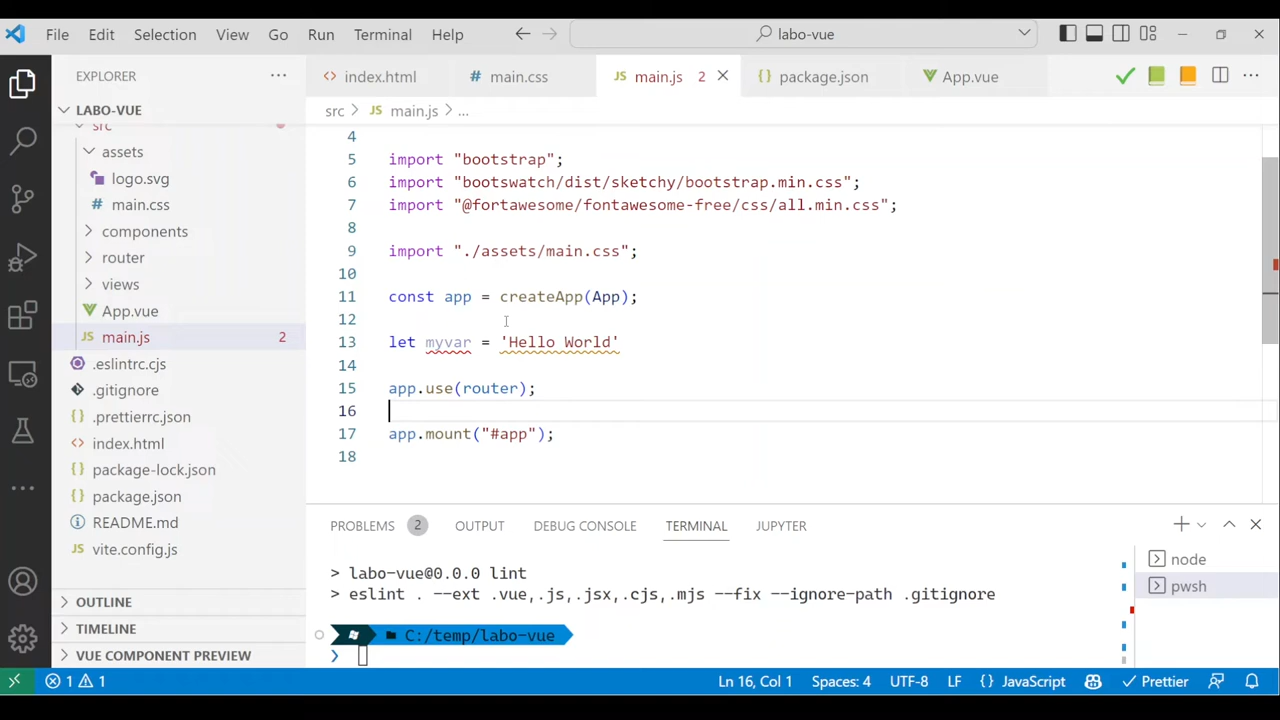 File Edit Selection View Go Run Terminal Help
labo-vue
EXPLORER
index.html
main.css
main.js 2
package.json
App.vue
LABO-VUE
src
assets
logo.svg
main.css
components
router
views
App.vue
main.js 2
.eslintrc.cjs
.gitignore
.prettierrc.json
index.html
package-lock.json
package.json
README.md
vite.config.js
OUTLINE
TIMELINE
VUE COMPONENT PREVIEW
src > JS main.js > ...
4
5 import "bootstrap";
6 import "bootswatch/dist/sketchy/bootstrap.min.css";
7 import "@fortawesome/fontawesome-free/css/all.min.css";
8
9 import "./assets/main.css";
10
11 const app = createApp(App);
12
13 let myvar = 'Hello World'
14
15 app.use(router);
16
17 app.mount("#app");
18
PROBLEMS 2 OUTPUT DEBUG CONSOLE TERMINAL JUPYTER
> labo-vue@0.0.0 lint
> eslint . --ext .vue,.js,.jsx,.cjs,.mjs --fix --ignore-path .gitignore
C:/temp/labo-vue
node
pwsh
1 1 Ln 16, Col 1 Spaces: 4 UTF-8 LF {} JavaScript Prettier